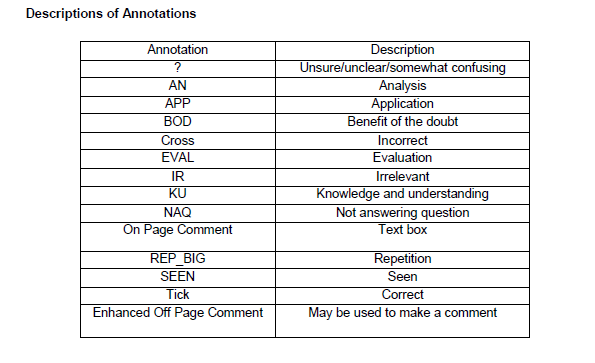 Descriptions of Annotations
Annotation Description
? Unsure/unclear/somewhat confusing
AN Analysis
APP Application
BOD Benefit of the doubt
Cross Incorrect
EVAL Evaluation
IR Irrelevant
KU Knowledge and understanding
NAQ Not answering question
On Page Comment Text box
REP_BIG Repetition
SEEN Seen
Tick Correct
Enhanced Off Page Comment May be used to make a comment